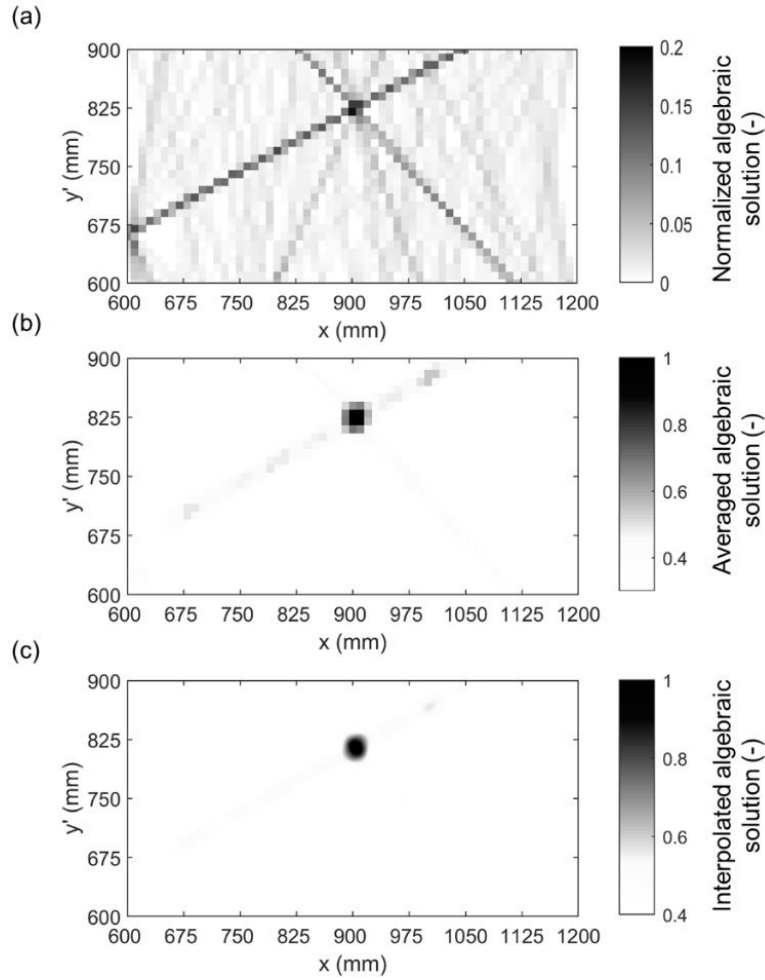 (a)
900
825
750
675
600
y' (mm)
600 675 750 825 900 975 1050 1125 1200
x (mm)
0.2
0.15
0.1
0.05
0
Normalized algebraic
solution (-)
(b)
900
825
750
675
600
y' (mm)
600 675 750 825 900 975 1050 1125 1200
x (mm)
1
0.8
0.6
0.4
Averaged algebraic
solution (-)
(c)
900
825
750
675
600
y' (mm)
600 675 750 825 900 975 1050 1125 1200
x (mm)
1
0.8
0.6
0.4
Interpolated algebraic
solution (-)